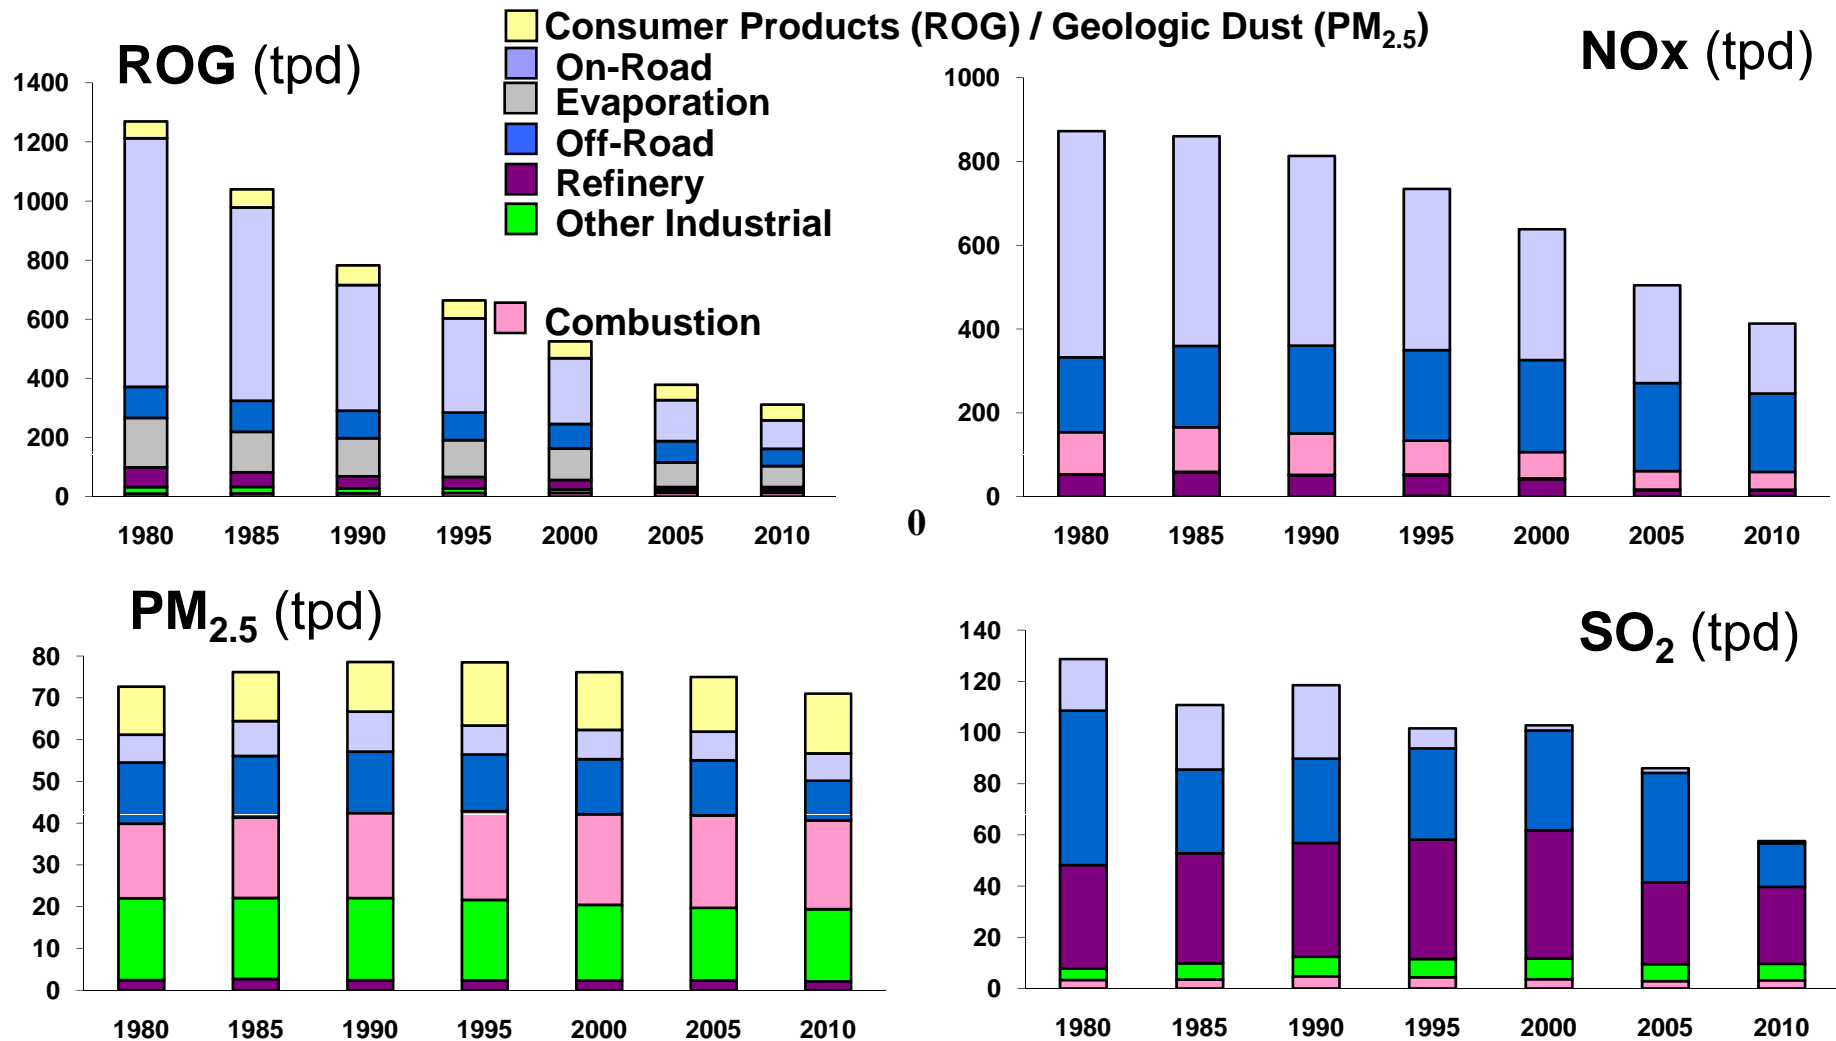 Consumer Products (ROG) / Geologic Dust (PM2.5)
On-Road
Evaporation
Off-Road
Refinery
Other Industrial
Combustion
ROG (tpd)
1400
1200
1000
800
600
400
200
0
1980 1985 1990 1995 2000 2005 2010
NOx (tpd)
1000
800
600
400
200
0
1980 1985 1990 1995 2000 2005 2010
0
PM2.5 (tpd)
80
70
60
50
40
30
20
10
0
1980 1985 1990 1995 2000 2005 2010
SO2 (tpd)
140
120
100
80
60
40
20
0
1980 1985 1990 1995 2000 2005 2010